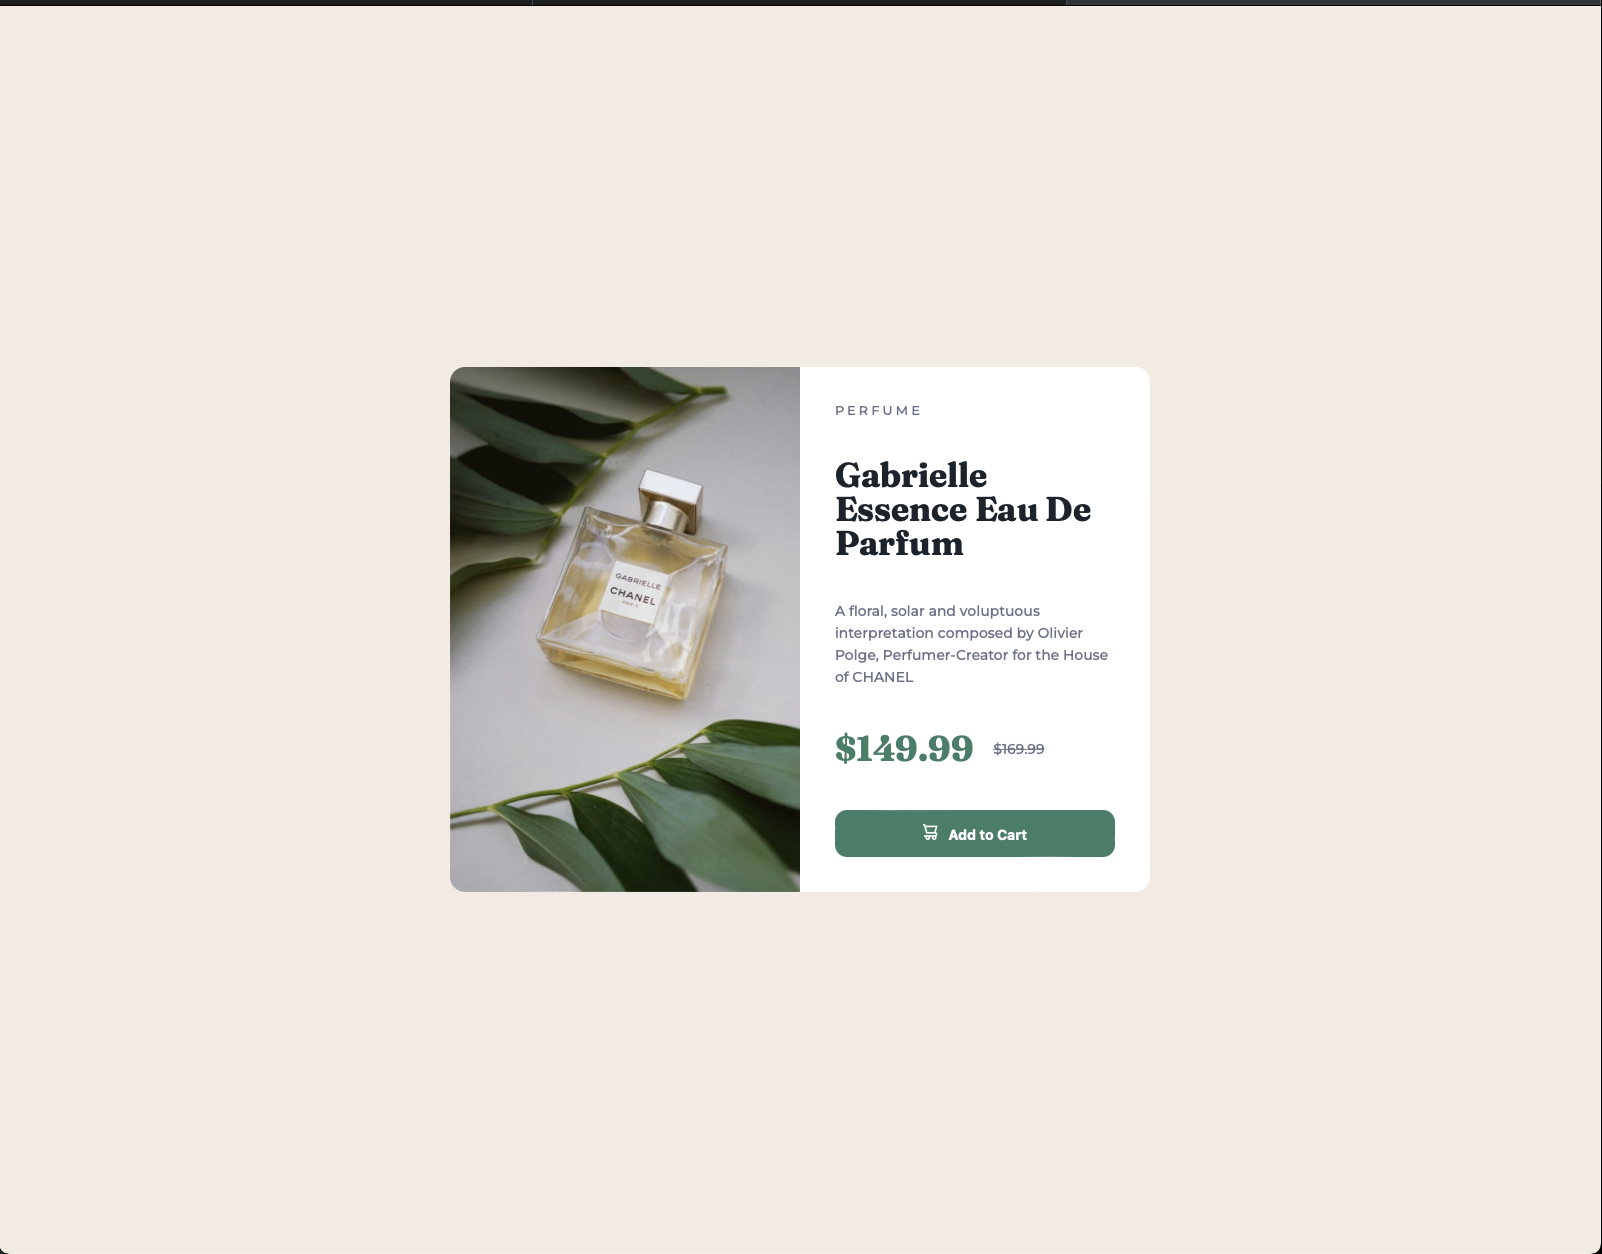 GABRIELLE
CHANEL
PARIS
PERFUME
Gabrielle
Essence Eau De
Parfum
A floral, solar and voluptuous
interpretation composed by Olivier
Polge, Perfumer-Creator for the House
of CHANEL
$149.99 $169.99
Add to Cart